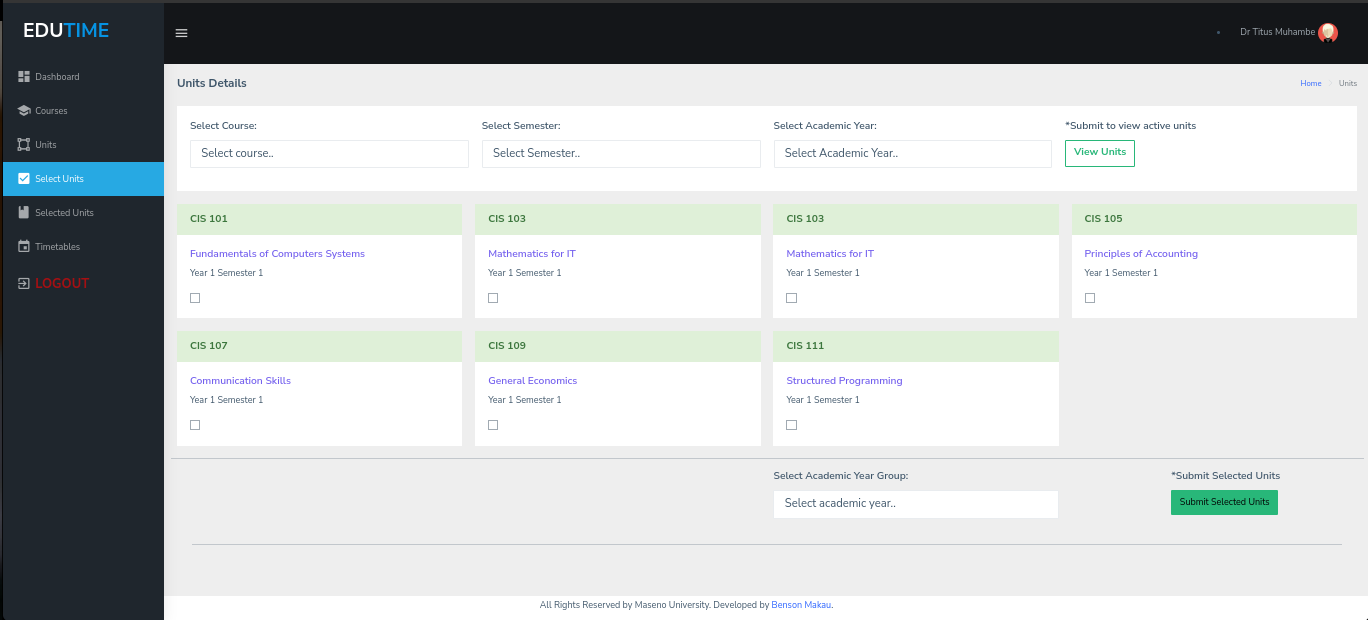 EDUTIME
Dr Titus Muhambe
Dashboard
Courses
Units
Select Units
Selected Units
Timetables
LOGOUT
Units Details
Home
Units
Select Course:
Select Semester:
Select Academic Year:
*Submit to view active units
Select course..
Select Semester..
Select Academic Year..
View Units
CIS 101
CIS 103
CIS 103
CIS 105
Fundamentals of Computers Systems
Mathematics for IT
Mathematics for IT
Principles of Accounting
Year 1 Semester 1
Year 1 Semester 1
Year 1 Semester 1
Year 1 Semester 1
CIS 107
CIS 109
CIS 111
Communication Skills
General Economics
Structured Programming
Year 1 Semester 1
Year 1 Semester 1
Year 1 Semester 1
Select Academic Year Group:
*Submit Selected Units
Select academic year..
Submit Selected Units
All Rights Reserved by Maseno University. Developed by Benson Makau.